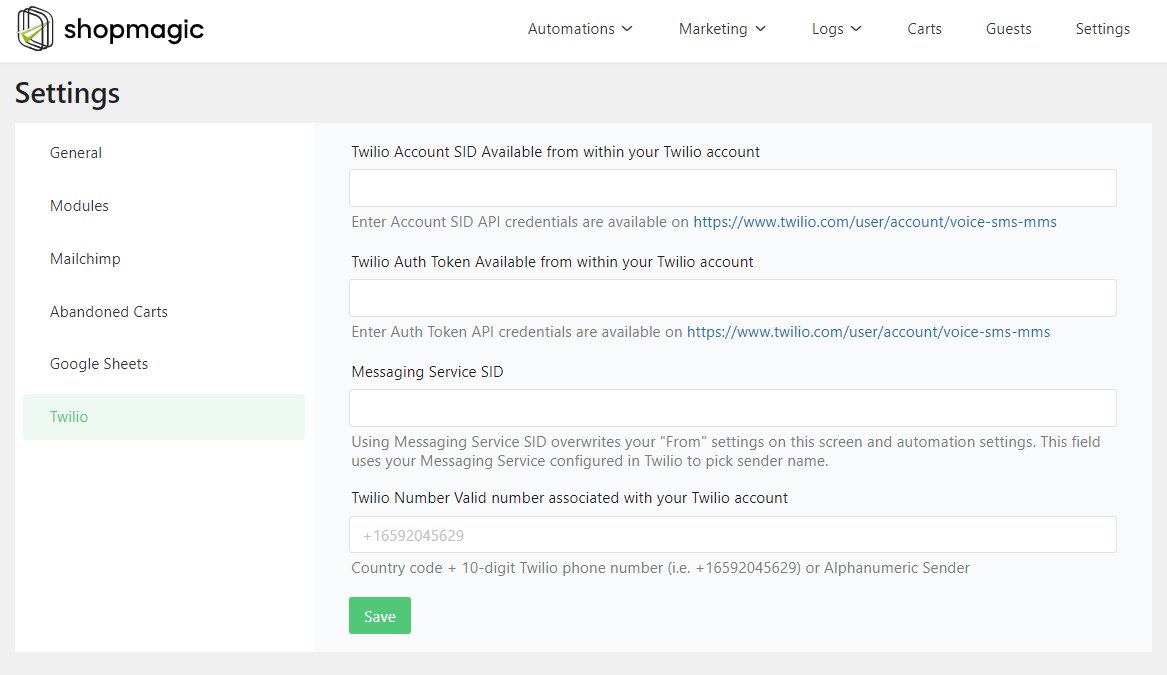 shopmagic
Automations Marketing Logs Carts Guests Settings
Settings
General
Modules
Mailchimp
Abandoned Carts
Google Sheets
Twilio
Twilio Account SID Available from within your Twilio account
Enter Account SID API credentials are available on https://www.twilio.com/user/account/voice-sms-mms
Twilio Auth Token Available from within your Twilio account
Enter Auth Token API credentials are available on https://www.twilio.com/user/account/voice-sms-mms
Messaging Service SID
Using Messaging Service SID overwrites your "From" settings on this screen and automation settings. This field
uses your Messaging Service configured in Twilio to pick sender name.
Twilio Number Valid number associated with your Twilio account
+16592045629
Country code + 10-digit Twilio phone number (i.e. +16592045629) or Alphanumeric Sender
Save